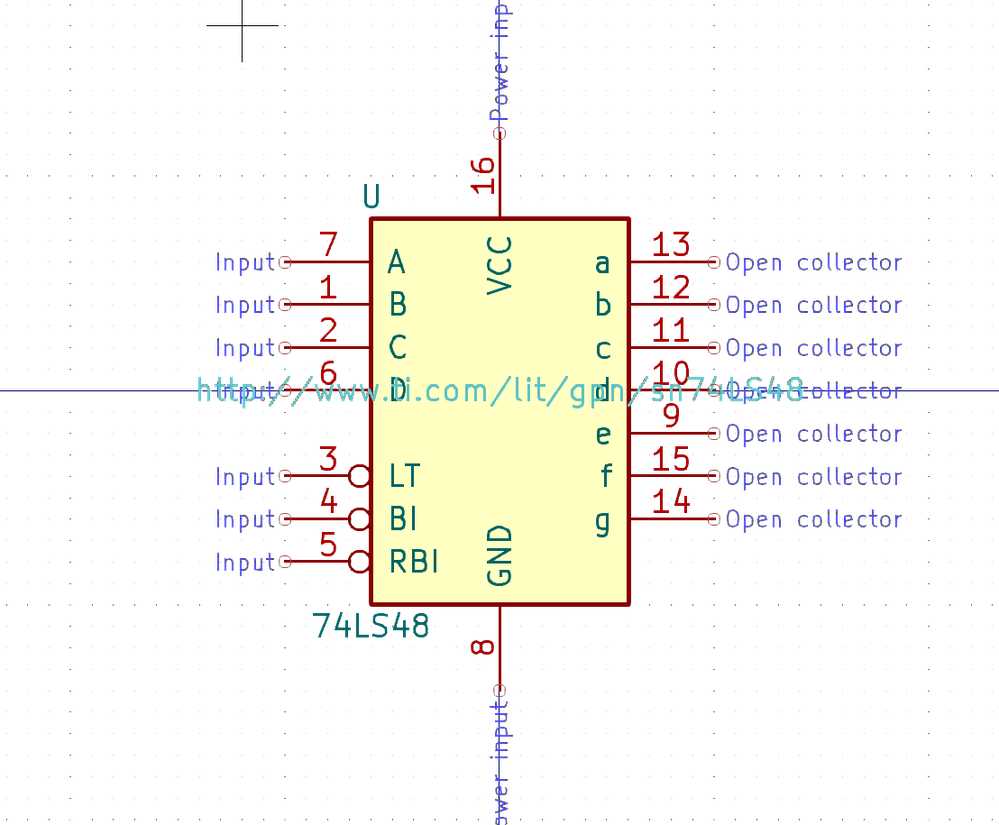 Power inp
16
U
7 A VCC a 13
Input Open collector
1 B b 12
Input Open collector
2 C c 11
Input Open collector
6 D d 10
Input http://www.ti.com/lit/gpn/sn74LS48 Open collector
9
e Open collector
3 LT f 15
Input Open collector
4 BI g 14
Input Open collector
5 RBI GND
Input
74LS48
8
ower input